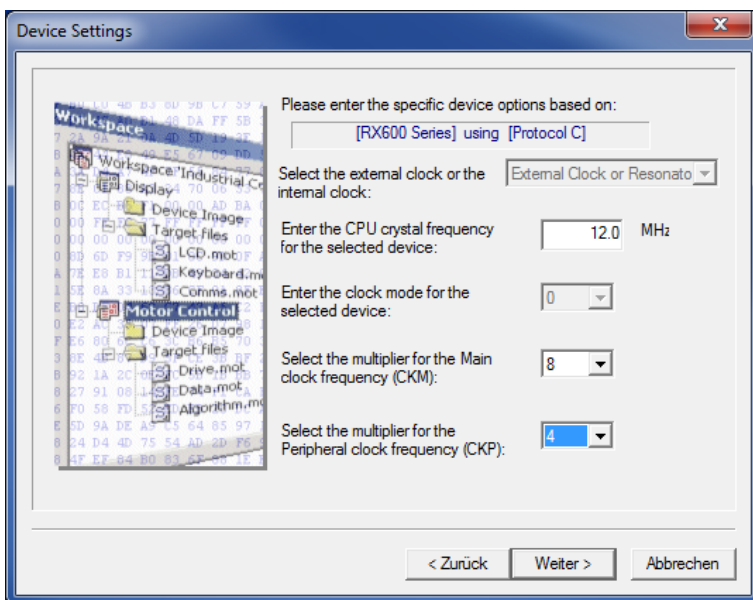 Device Settings
Please enter the specific device options based on:
[RX600 Series] using [Protocol C]
Select the external clock or the
internal clock:
External Clock or Resonato
Enter the CPU crystal frequency
for the selected device:
12.0 MHz
Enter the clock mode for the
selected device:
0
Select the multiplier for the Main
clock frequency (CKM):
8
Select the multiplier for the
Peripheral clock frequency (CKP):
4
Workspace
Workspace 'Industrial Co
Display
Device Image
Target files
LCD.mot
Keyboard.m
Comms.mot
Motor Control
Device Image
Target files
Drive.mot
Data.mot
Algorithm.mo
< Zurück
Weiter >
Abbrechen